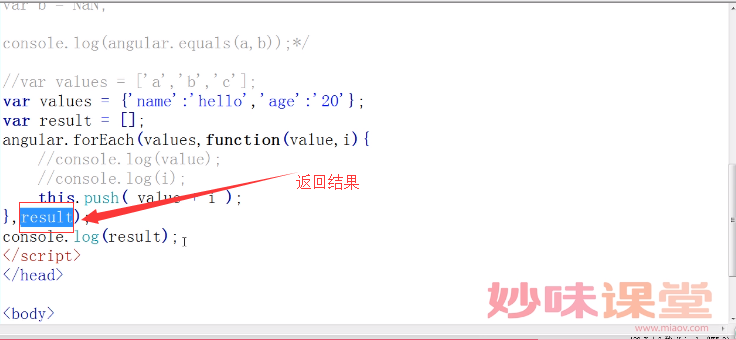 var b = NaN;
console.log(angular.equals(a,b));*/
//var values = ['a','b','c'];
var values = {'name':'hello','age':'20'};
var result = [];
angular.forEach(values,function(value,i){
//console.log(value);
//console.log(i);
this.push( value + i );
返回结果
},result);
console.log(result);
</script>
</head>
<body>
妙味课堂
www.miaov.com